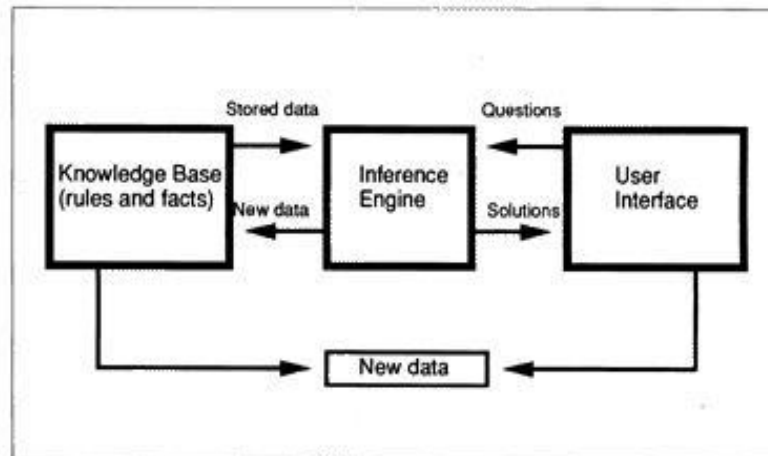 Stored data
Questions
Knowledge Base
(rules and facts)
Inference
Engine
User
Interface
New data
Solutions
New data